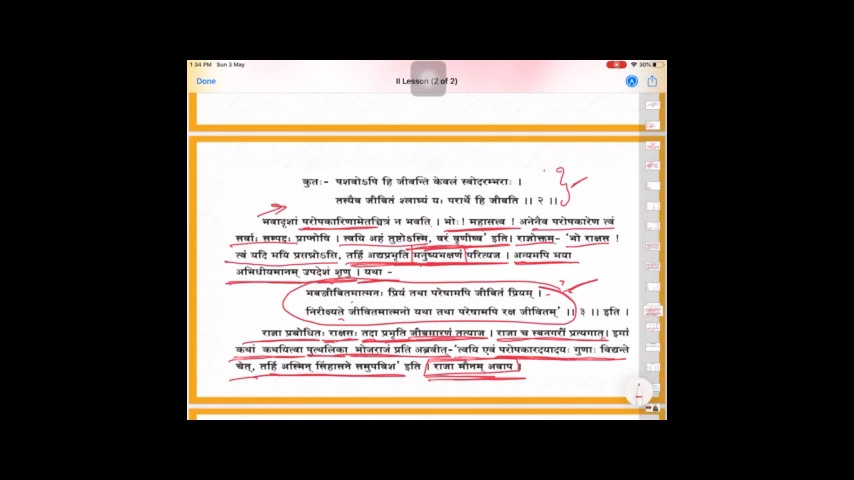 1:34 PM Sun 3 May
30%
Done
II Lesson (2 of 2)
कुतः- पशवोऽपि हि जीवन्ति केवलं स्वोदरम्भराः ।
तस्यैव जीवितं श्लाघ्यं यः परार्थे हि जीवति ।। २ ।।
भवादृशां परोपकारिणामेतच्चित्रं न भवति । भोः ! महासत्व ! अनेनैव परोपकारेण त्वं
सर्वाः सम्पदः प्राप्नोषि । त्वयि अहं तुष्टोऽस्मि, वरं वृणीष्व' इति । राज्ञोक्तम्- 'भो राक्षस !
त्वं यदि मयि प्रसन्नोऽसि, तर्हि अद्यप्रभृति मनुष्यभक्षणं परित्यज । अन्यमपि मया
अभिधीयमानम् उपदेशं शृणु । यथा -
भवज्जीवितमात्मनः प्रियं तथा परेषामपि जीवितं प्रियम् ।
निरीक्ष्यते जीवितमात्मनो यथा तथा परेषामपि रक्ष जीवितम्' ।। ३ ।। इति ।
राज्ञा प्रबोधितः राक्षसः तदा प्रभृति जीवमारणं तत्याज । राजा च स्वनगरीं प्रत्यगात् । इमां
कथां कथयित्वा पुत्थलिका भोजराजं प्रति अब्रवीत्- 'त्वयि एवं परोपकारदयादयः गुणाः विद्यन्ते
चेत्, तर्हि अस्मिन् सिंहासने समुपविश' इति । राजा मौनम् अवाप ।